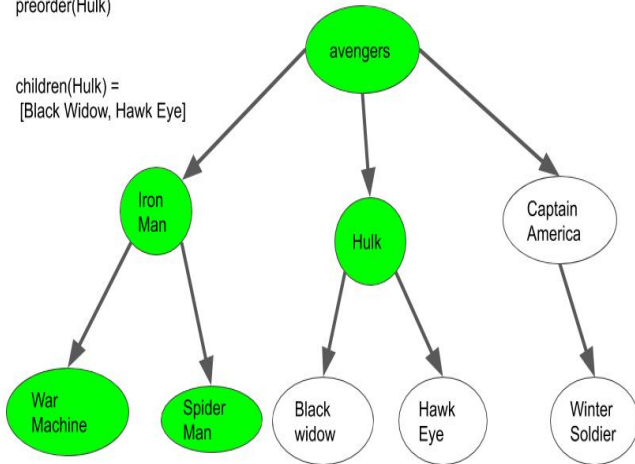 preorder(Hulk)
children(Hulk) =
[Black Widow, Hawk Eye]
avengers
Iron
Man
Hulk
Captain
America
War
Machine
Spider
Man
Black
widow
Hawk
Eye
Winter
Soldier